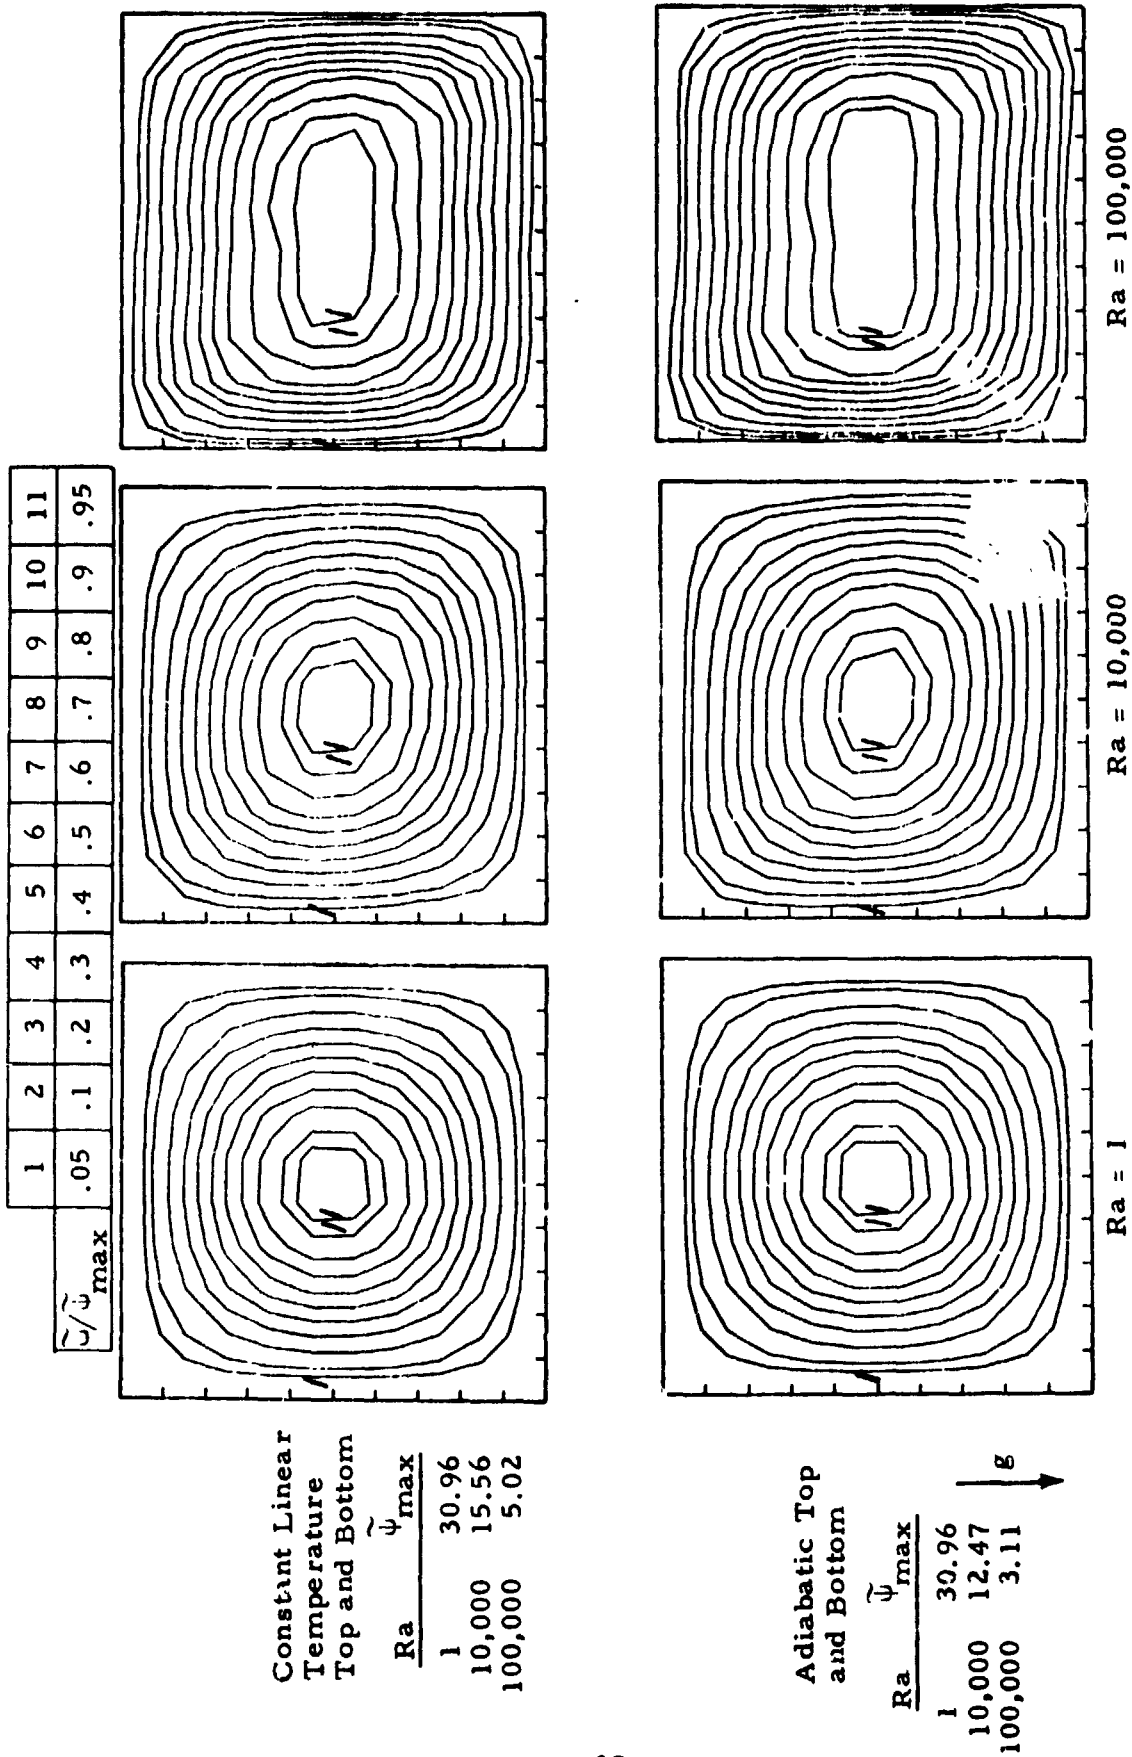 1 2 3 4 5 6 7 8 9 10 11
ψ̃/ψ̃ max .05 .1 .2 .3 .4 .5 .6 .7 .8 .9 .95
Constant Linear
Temperature
Top and Bottom
Ra ψ̃ max
1 30.96
10,000 15.56
100,000 5.02
Adiabatic Top
and Bottom
Ra ψ̃ max
1 30.96
10,000 12.47
100,000 3.11
g
Ra = 1
Ra = 10,000
Ra = 100,000